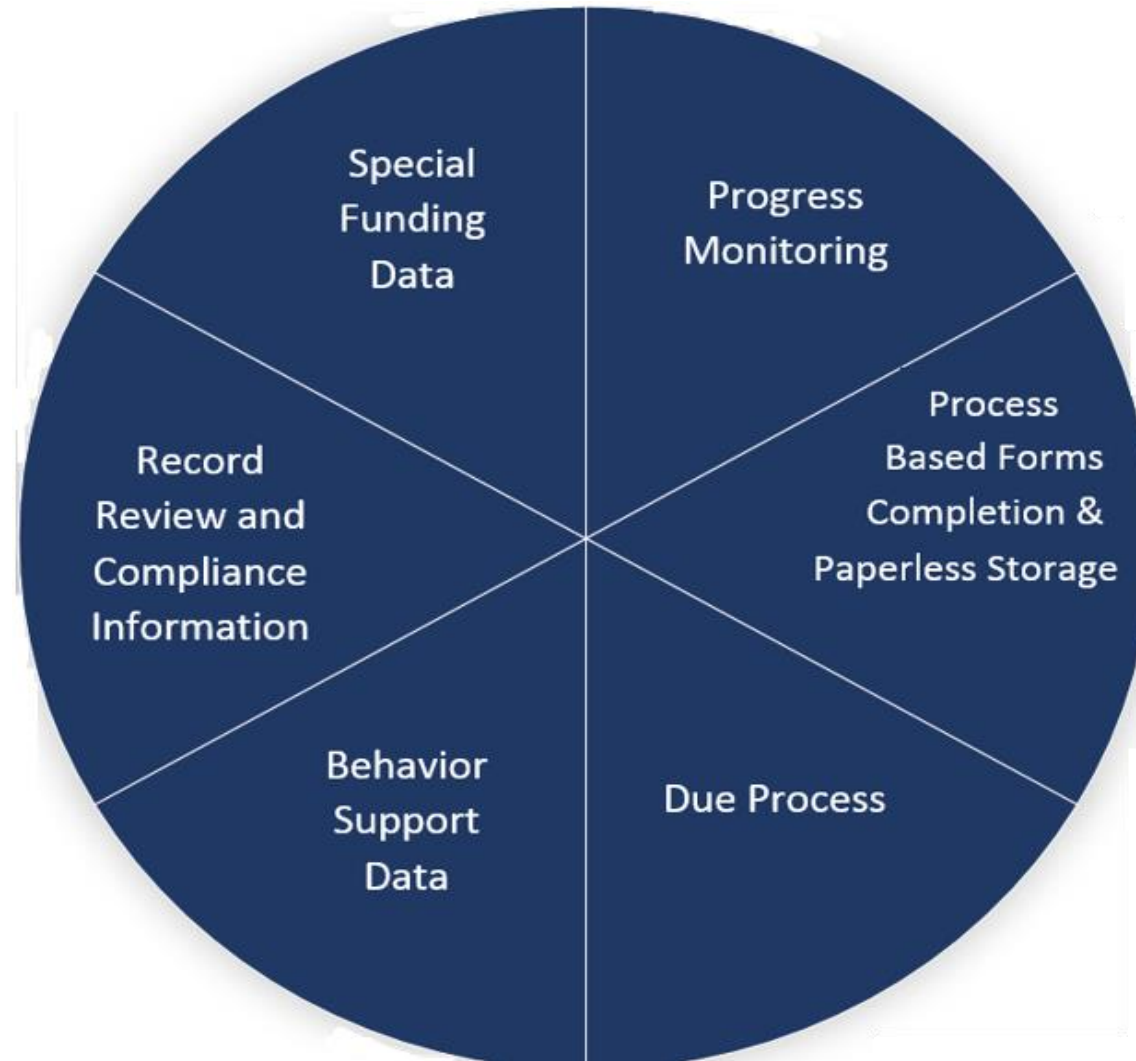 Special
Funding
Data
Progress
Monitoring
Process
Based Forms
Completion &
Paperless Storage
Due Process
Behavior
Support
Data
Record
Review and
Compliance
Information